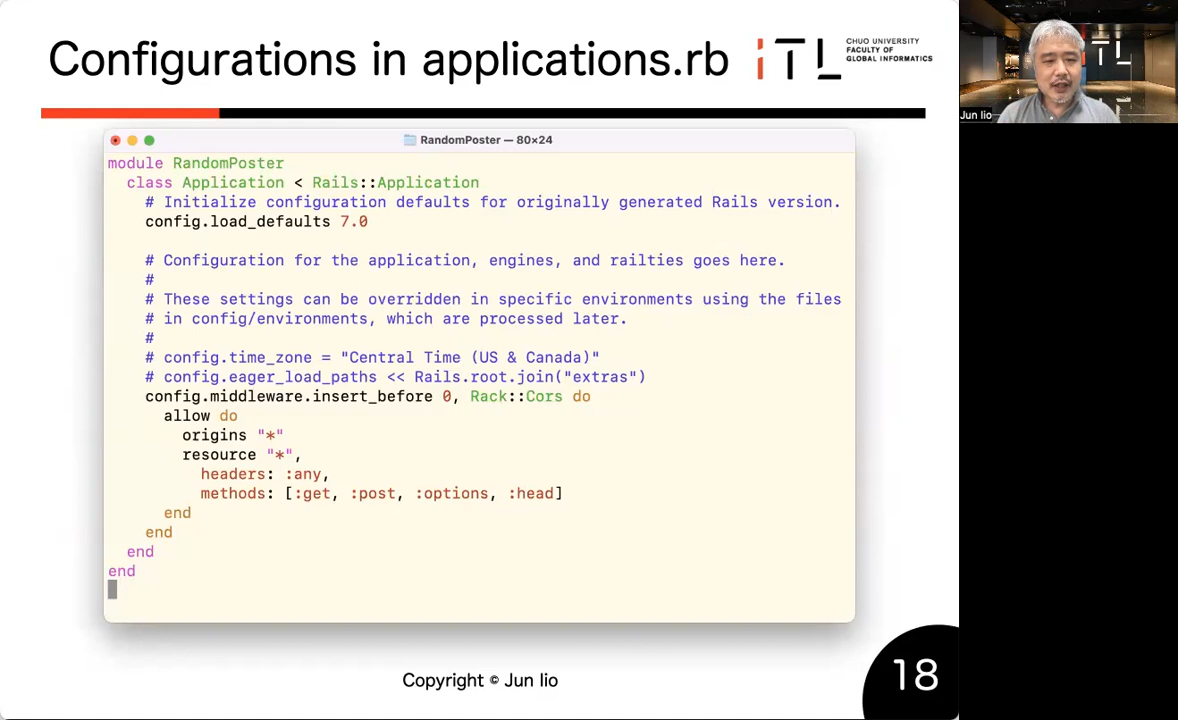 Configurations in applications.rb
iTL
CHUO UNIVERSITY
FACULTY OF
GLOBAL INFORMATICS
RandomPoster — 80×24
module RandomPoster
  class Application < Rails::Application
    # Initialize configuration defaults for originally generated Rails version.
    config.load_defaults 7.0
    # Configuration for the application, engines, and railties goes here.
    #
    # These settings can be overridden in specific environments using the files
    # in config/environments, which are processed later.
    #
    # config.time_zone = "Central Time (US & Canada)"
    # config.eager_load_paths << Rails.root.join("extras")
    config.middleware.insert_before 0, Rack::Cors do
      allow do
        origins "*"
        resource "*",
          headers: :any,
          methods: [:get, :post, :options, :head]
      end
    end
  end
end
Copyright © Jun Iio
18
Jun Iio
iTL